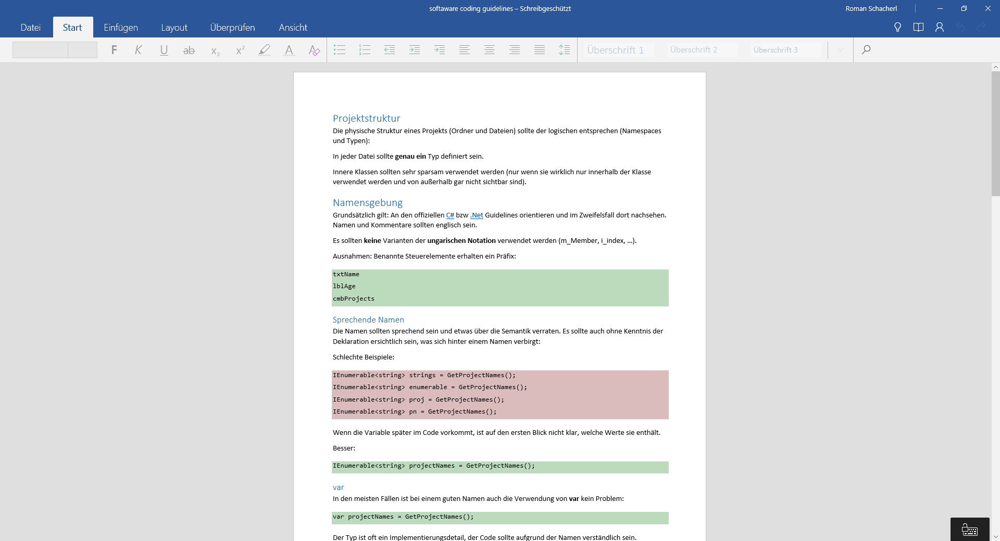 softaware coding guidelines – Schreibgeschützt
Roman Schacherl
Datei Start Einfügen Layout Überprüfen Ansicht
F K U ab x₂ x² A A Überschrift 1 Überschrift 2 Überschrift 3
Projektstruktur
Die physische Struktur eines Projekts (Ordner und Dateien) sollte der logischen entsprechen (Namespaces
und Typen):
In jeder Datei sollte genau ein Typ definiert sein.
Innere Klassen sollten sehr sparsam verwendet werden (nur wenn sie wirklich nur innerhalb der Klasse
verwendet werden und von außerhalb gar nicht sichtbar sind).
Namensgebung
Grundsätzlich gilt: An den offiziellen C# bzw .Net Guidelines orientieren und im Zweifelsfall dort nachsehen.
Namen und Kommentare sollten englisch sein.
Es sollten keine Varianten der ungarischen Notation verwendet werden (m_Member, i_index, …).
Ausnahmen: Benannte Steuerelemente erhalten ein Präfix:
txtName
lblAge
cmbProjects
Sprechende Namen
Die Namen sollten sprechend sein und etwas über die Semantik verraten. Es sollte auch ohne Kenntnis der
Deklaration ersichtlich sein, was sich hinter einem Namen verbirgt:
Schlechte Beispiele:
IEnumerable<string> strings = GetProjectNames();
IEnumerable<string> enumerable = GetProjectNames();
IEnumerable<string> proj = GetProjectNames();
IEnumerable<string> pn = GetProjectNames();
Wenn die Variable später im Code vorkommt, ist auf den ersten Blick nicht klar, welche Werte sie enthält.
Besser:
IEnumerable<string> projectNames = GetProjectNames();
var
In den meisten Fällen ist bei einem guten Namen auch die Verwendung von var kein Problem:
var projectNames = GetProjectNames();
Der Typ ist oft ein Implementierungsdetail, der Code sollte aufgrund der Namen verständlich sein.